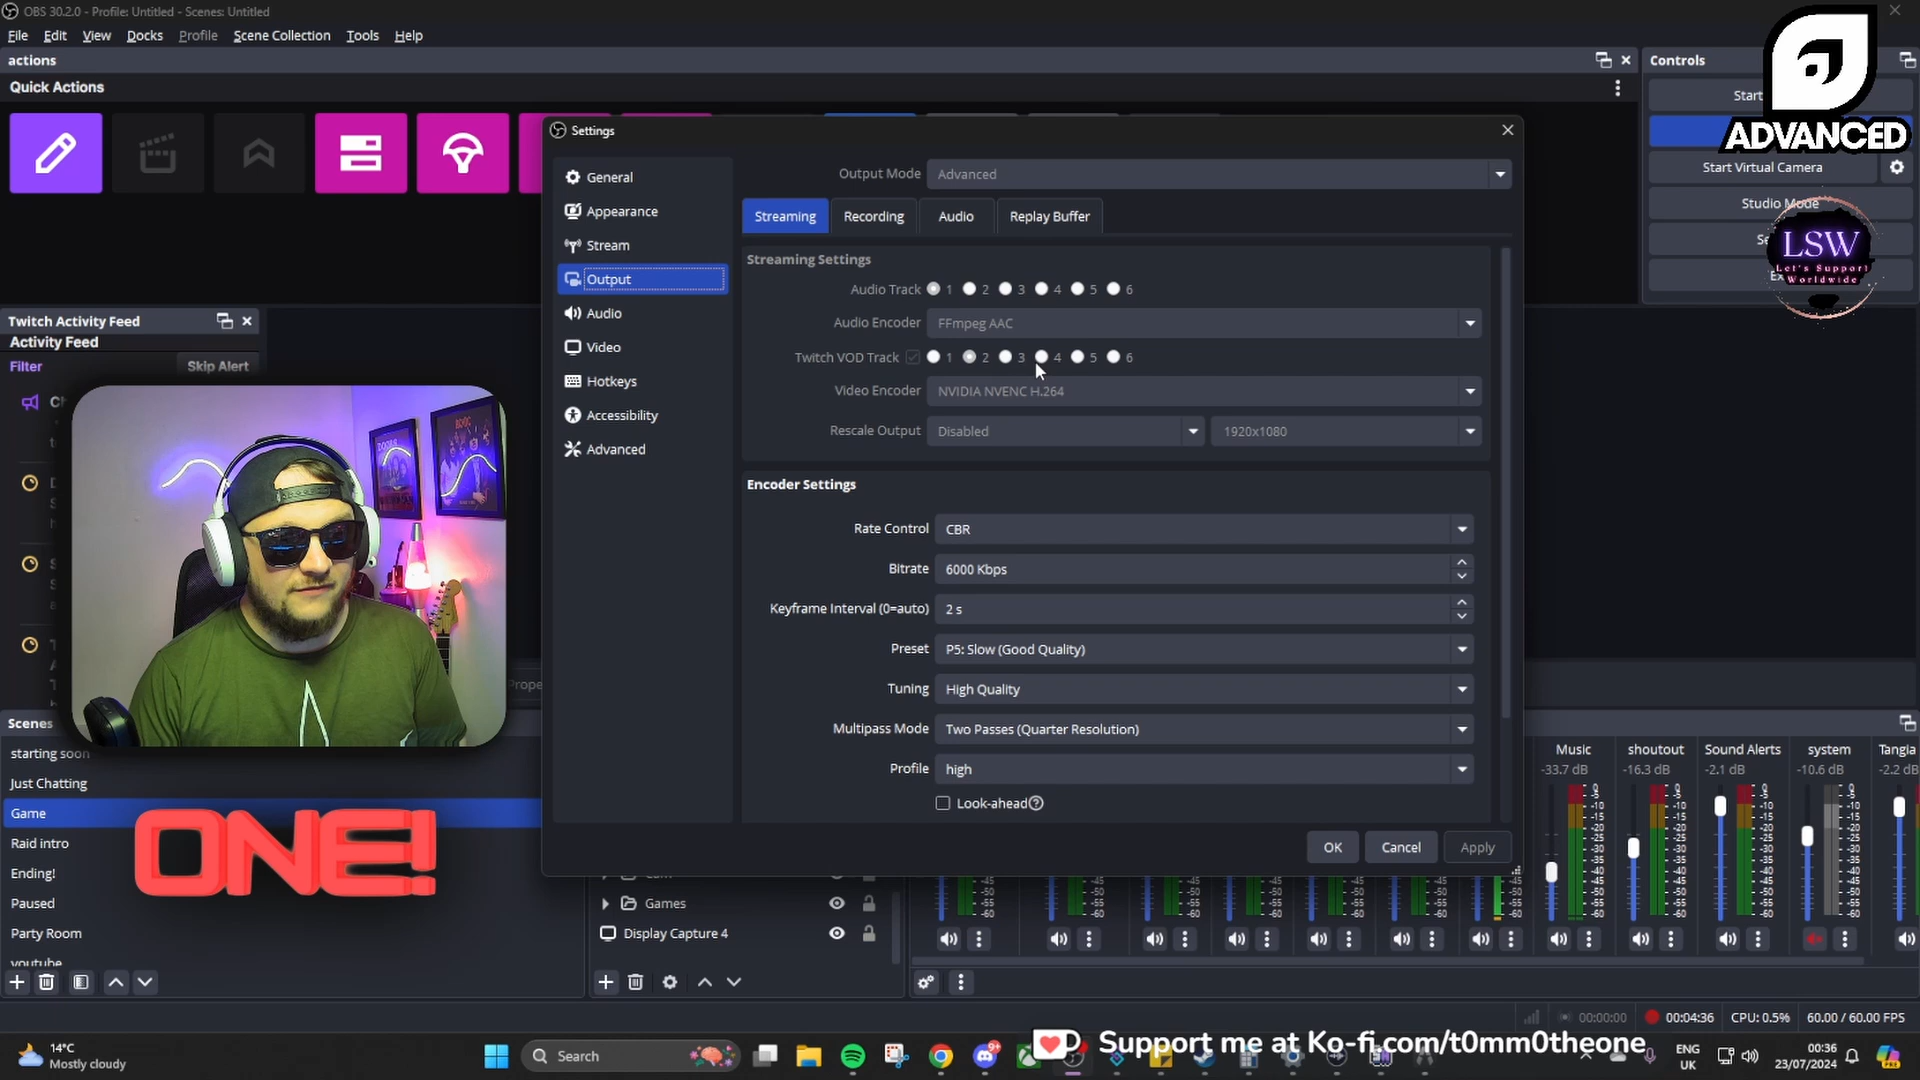 OBS 30.2.0 - Profile: Untitled - Scenes: Untitled
File Edit View Docks Profile Scene Collection Tools Help
actions
Quick Actions
Controls
Start
ADVANCED
Start Virtual Camera
Studio Mode
LSW
Let's Support
Worldwide
Settings
General
Appearance
Stream
Output
Audio
Video
Hotkeys
Accessibility
Advanced
Output Mode Advanced
Streaming Recording Audio Replay Buffer
Streaming Settings
Audio Track 1 2 3 4 5 6
Audio Encoder FFmpeg AAC
Twitch VOD Track 1 2 3 4 5 6
Video Encoder NVIDIA NVENC H.264
Rescale Output Disabled 1920x1080
Encoder Settings
Rate Control CBR
Bitrate 6000 Kbps
Keyframe Interval (0=auto) 2 s
Preset P5: Slow (Good Quality)
Tuning High Quality
Multipass Mode Two Passes (Quarter Resolution)
Profile high
Look-ahead
OK Cancel Apply
Twitch Activity Feed
Activity Feed
Filter Skip Alert
Scenes
starting soon
Just Chatting
Game
Raid intro
Ending!
Paused
Party Room
youtube
ONE!
Games
Display Capture 4
Music shoutout Sound Alerts system Tangia
-33.7 dB -16.3 dB -2.1 dB -10.6 dB -2.2 dB
00:00:00 00:04:36 CPU: 0.5% 60.00 / 60.00 FPS
14°C
Mostly cloudy
Search
Support me at Ko-fi.com/t0mm0theone
ENG
UK
00:36
23/07/2024